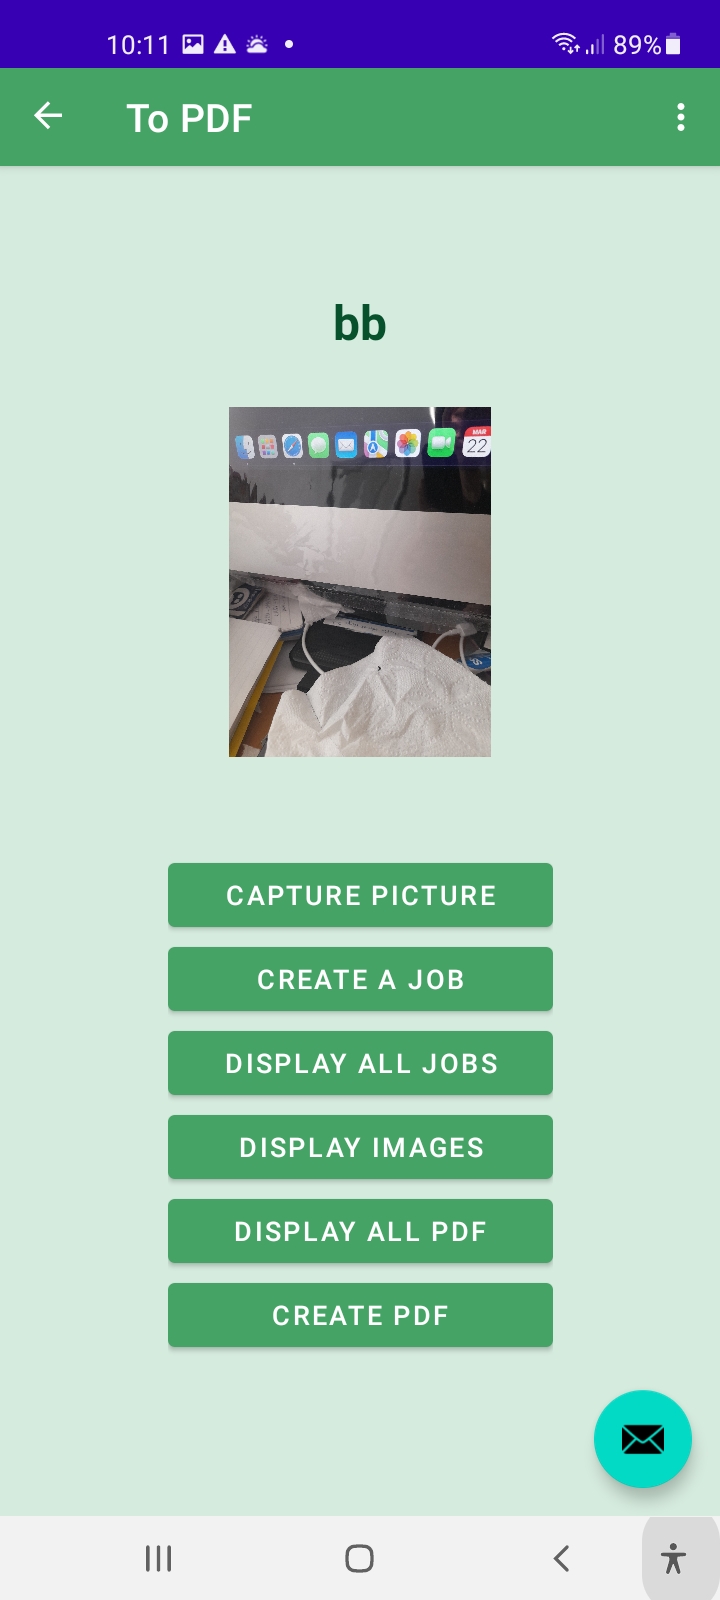 10:11 89%
To PDF
bb
MAR
22
CAPTURE PICTURE
CREATE A JOB
DISPLAY ALL JOBS
DISPLAY IMAGES
DISPLAY ALL PDF
CREATE PDF